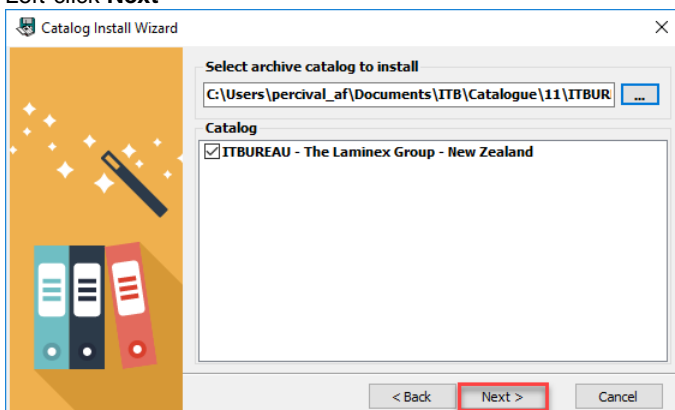 Left-click Next
Catalog Install Wizard
Select archive catalog to install
C:\Users\percival_af\Documents\ITB\Catalogue\11\ITBUR
...
Catalog
ITBUREAU - The Laminex Group - New Zealand
< Back
Next >
Cancel